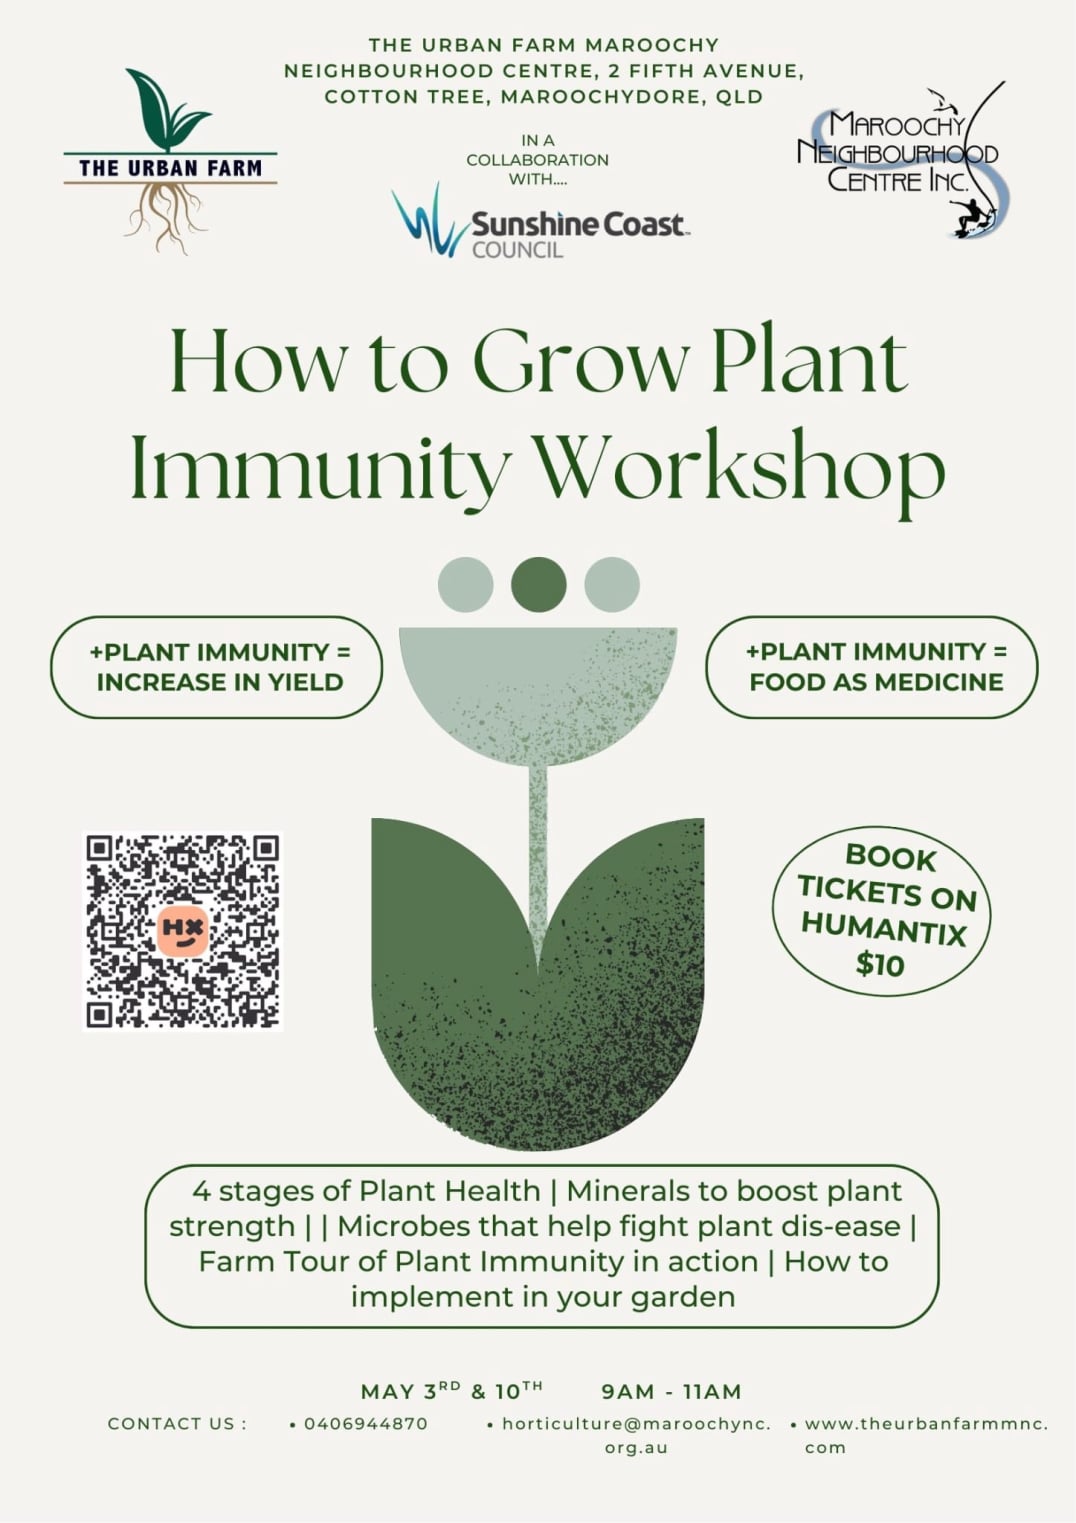 THE URBAN FARM MAROOCHY
NEIGHBOURHOOD CENTRE, 2 FIFTH AVENUE,
COTTON TREE, MAROOCHYDORE, QLD
THE URBAN FARM
IN A
COLLABORATION
WITH....
Sunshine Coast™
COUNCIL
MAROOCHY
NEIGHBOURHOOD
CENTRE INC.
How to Grow Plant
Immunity Workshop
+PLANT IMMUNITY =
INCREASE IN YIELD
+PLANT IMMUNITY =
FOOD AS MEDICINE
HX
BOOK
TICKETS ON
HUMANTIX
$10
4 stages of Plant Health | Minerals to boost plant
strength | | Microbes that help fight plant dis-ease |
Farm Tour of Plant Immunity in action | How to
implement in your garden
MAY 3RD & 10TH 9AM - 11AM
CONTACT US : • 0406944870 • horticulture@maroochync.
org.au
• www.theurbanfarmmnc.
com